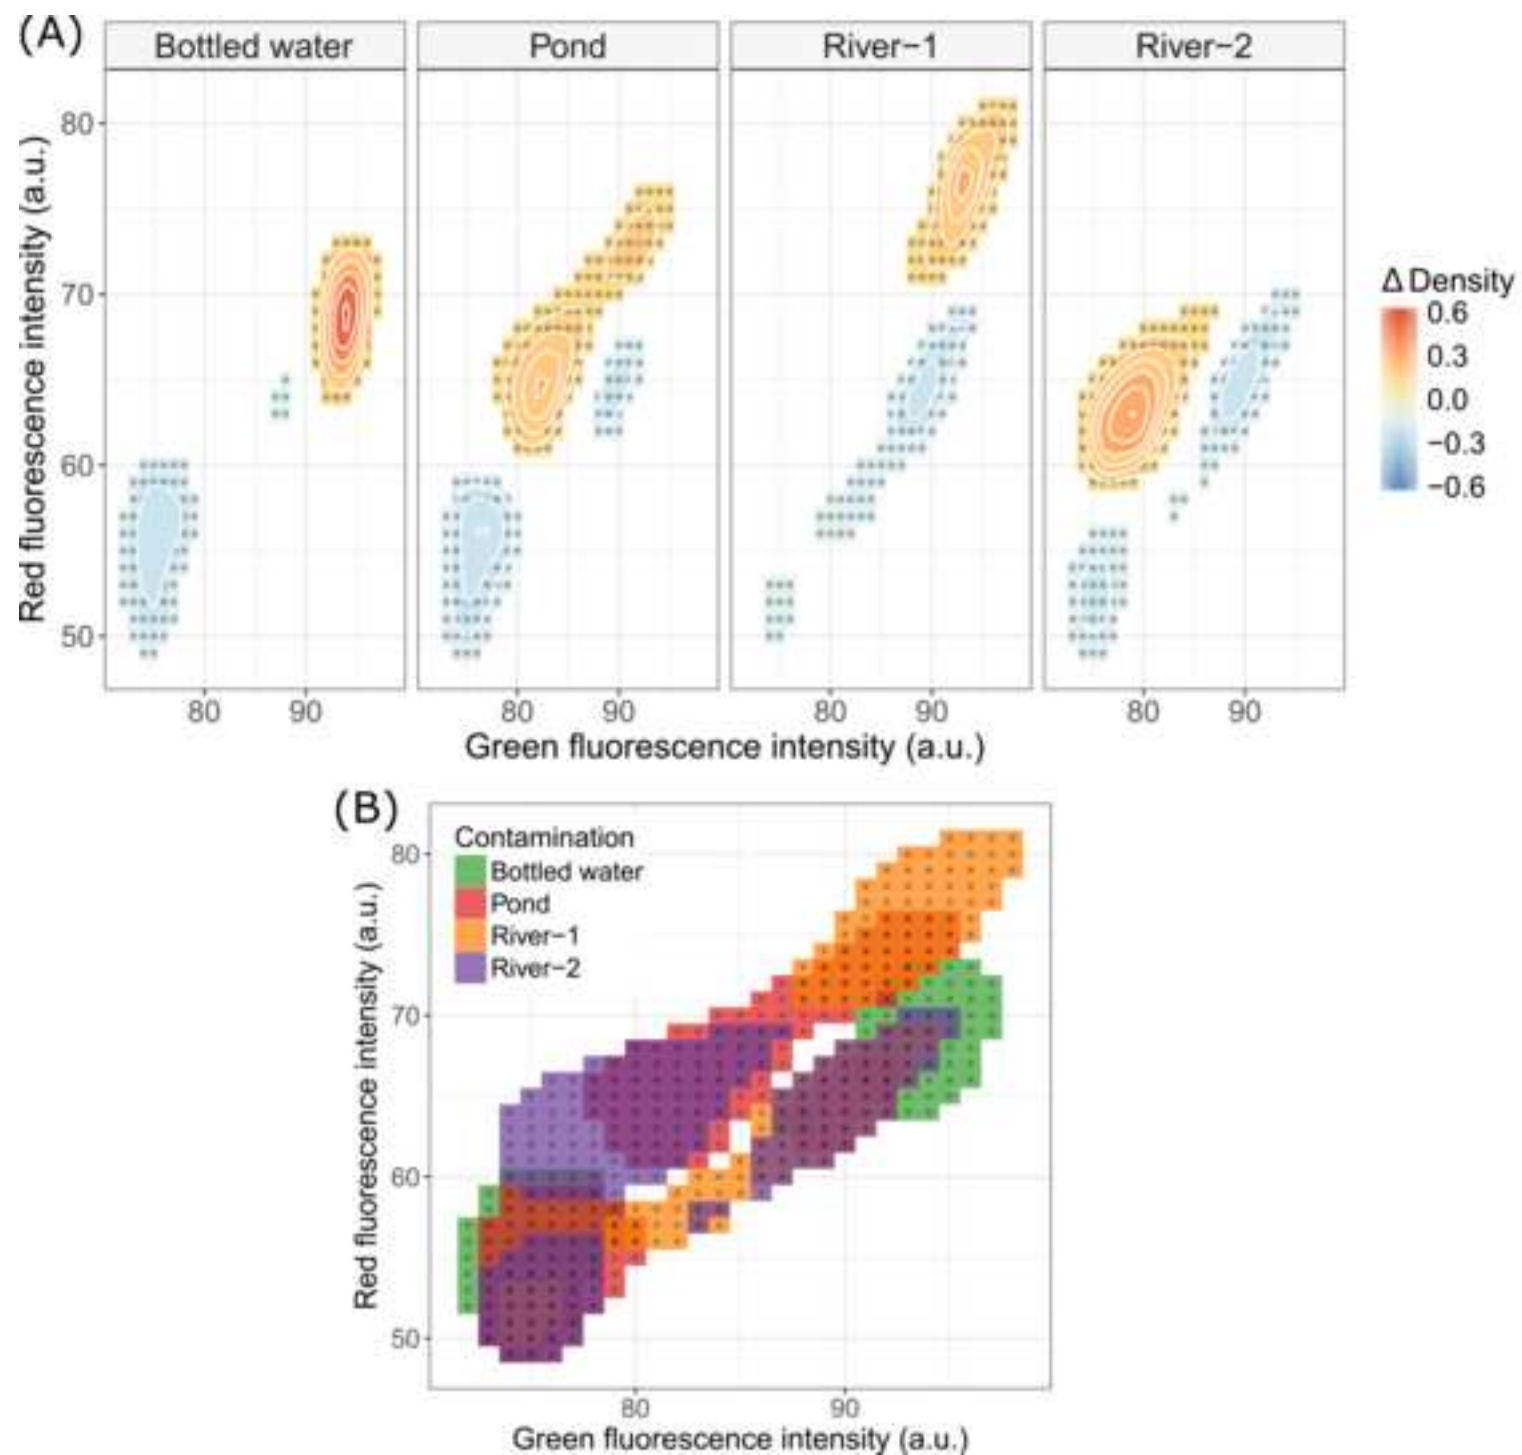 (A)
Bottled water Pond River−1 River−2
Red fluorescence intensity (a.u.)
80
70
60
50
80 90 80 90 80 90 80 90
Green fluorescence intensity (a.u.)
Δ Density
0.6
0.3
0.0
−0.3
−0.6
(B)
Contamination
Bottled water
Pond
River−1
River−2
Red fluorescence intensity (a.u.)
80
70
60
50
80 90
Green fluorescence intensity (a.u.)